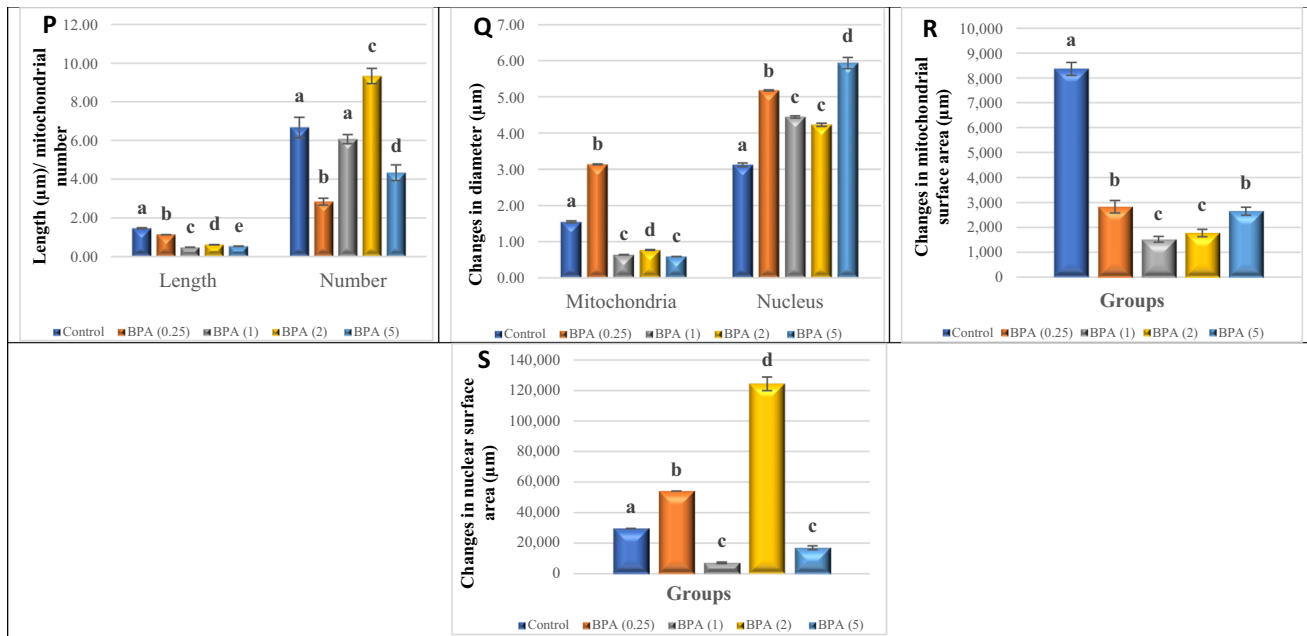 P
Length (µm)/ mitochondrial
number
14.00
12.00
10.00
8.00
6.00
4.00
2.00
0.00
a
b
c
d
e
a
b
a
c
d
Length
Number
Control
BPA (0.25)
BPA (1)
BPA (2)
BPA (5)
Q
Changes in diameter (µm)
7.00
6.00
5.00
4.00
3.00
2.00
1.00
0.00
a
b
c
d
c
a
b
c
c
d
Mitochondria
Nucleus
Control
BPA (0.25)
BPA (1)
BPA (2)
BPA (5)
R
Changes in mitochondrial
surface area (µm)
10,000
9,000
8,000
7,000
6,000
5,000
4,000
3,000
2,000
1,000
0
a
b
c
c
b
Groups
Control
BPA (0.25)
BPA (1)
BPA (2)
BPA (5)
S
Changes in nuclear surface
area (µm)
140,000
120,000
100,000
80,000
60,000
40,000
20,000
0
a
b
c
d
c
Groups
Control
BPA (0.25)
BPA (1)
BPA (2)
BPA (5)